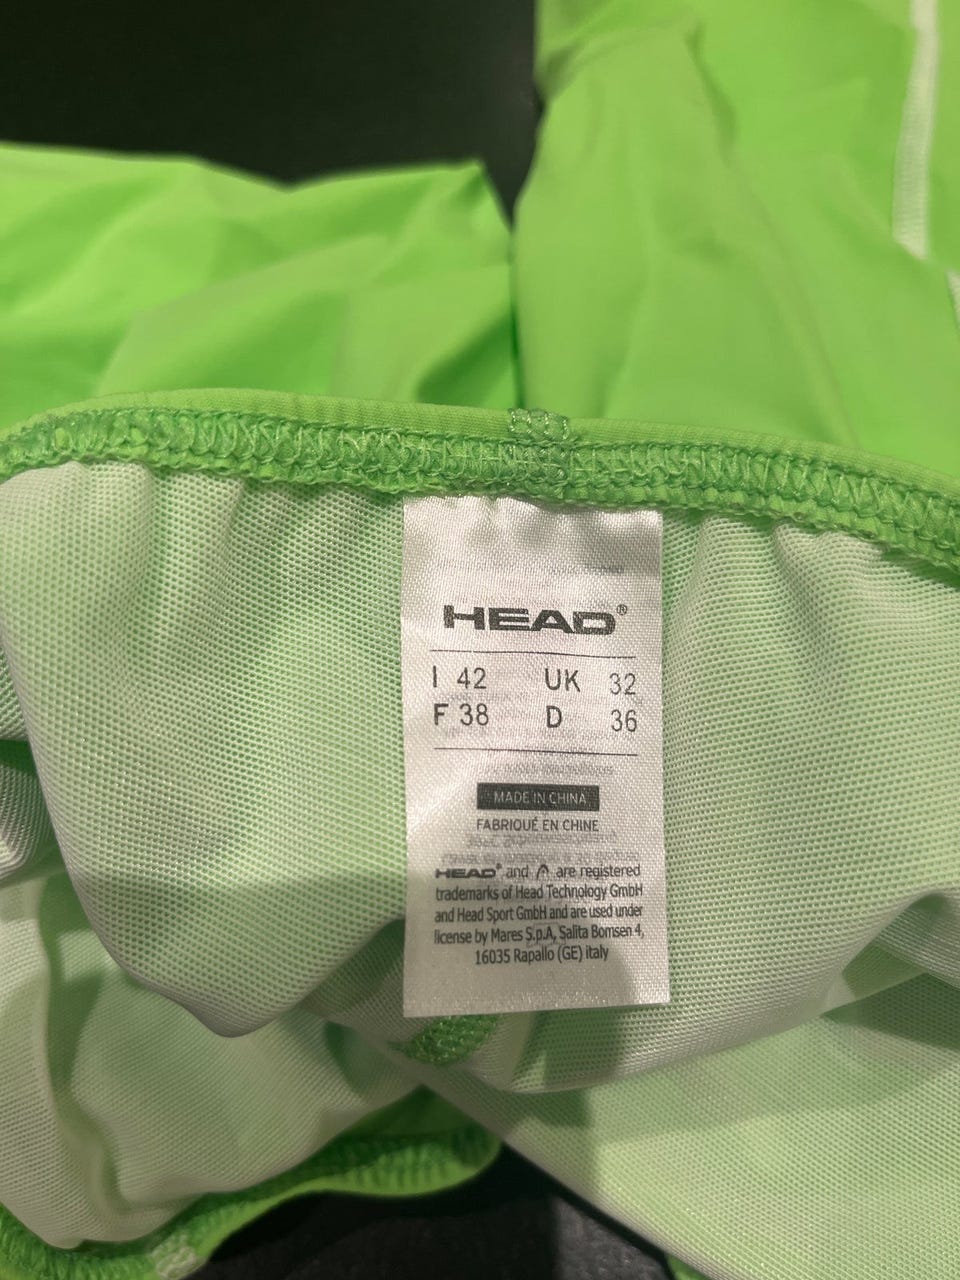 HEAD®
I 42 UK 32
F 38 D 36
MADE IN CHINA
FABRIQUÉ EN CHINE
HEAD® and are registered
trademarks of Head Technology GmbH
and Head Sport GmbH and are used under
license by Mares S.p.A, Salita Bomsen 4,
16035 Rapallo (GE) italy